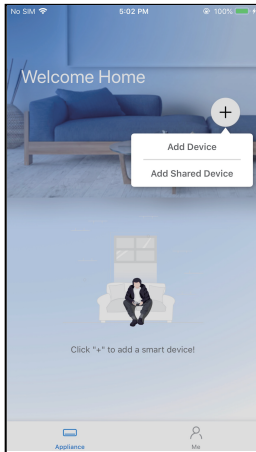 No SIM 5:02 PM 100%
Welcome Home
+
Add Device
Add Shared Device
Click "+" to add a smart device!
Appliance Me